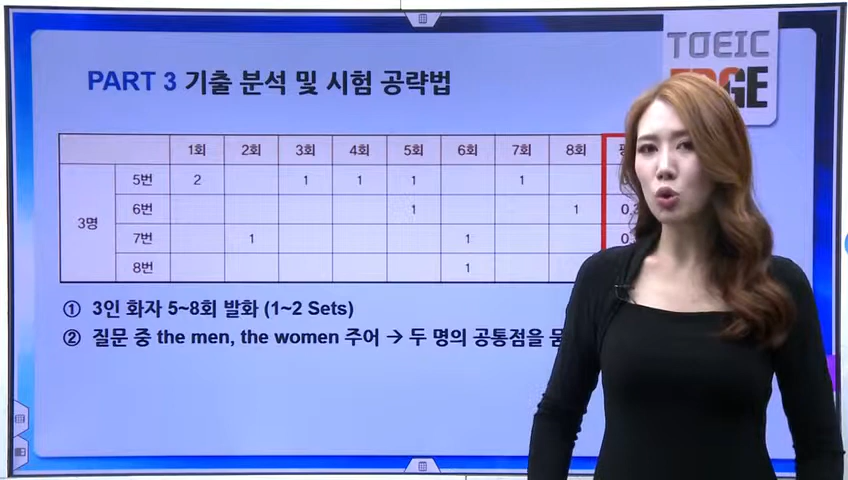 TOEIC
EDGE
PART 3 기출 분석 및 시험 공략법
1회 2회 3회 4회 5회 6회 7회 8회
3명
5번 2 1 1 1 1
6번 1 1
7번 1 1
8번 1
① 3인 화자 5~8회 발화 (1~2 Sets)
② 질문 중 the men, the women 주어 → 두 명의 공통점을